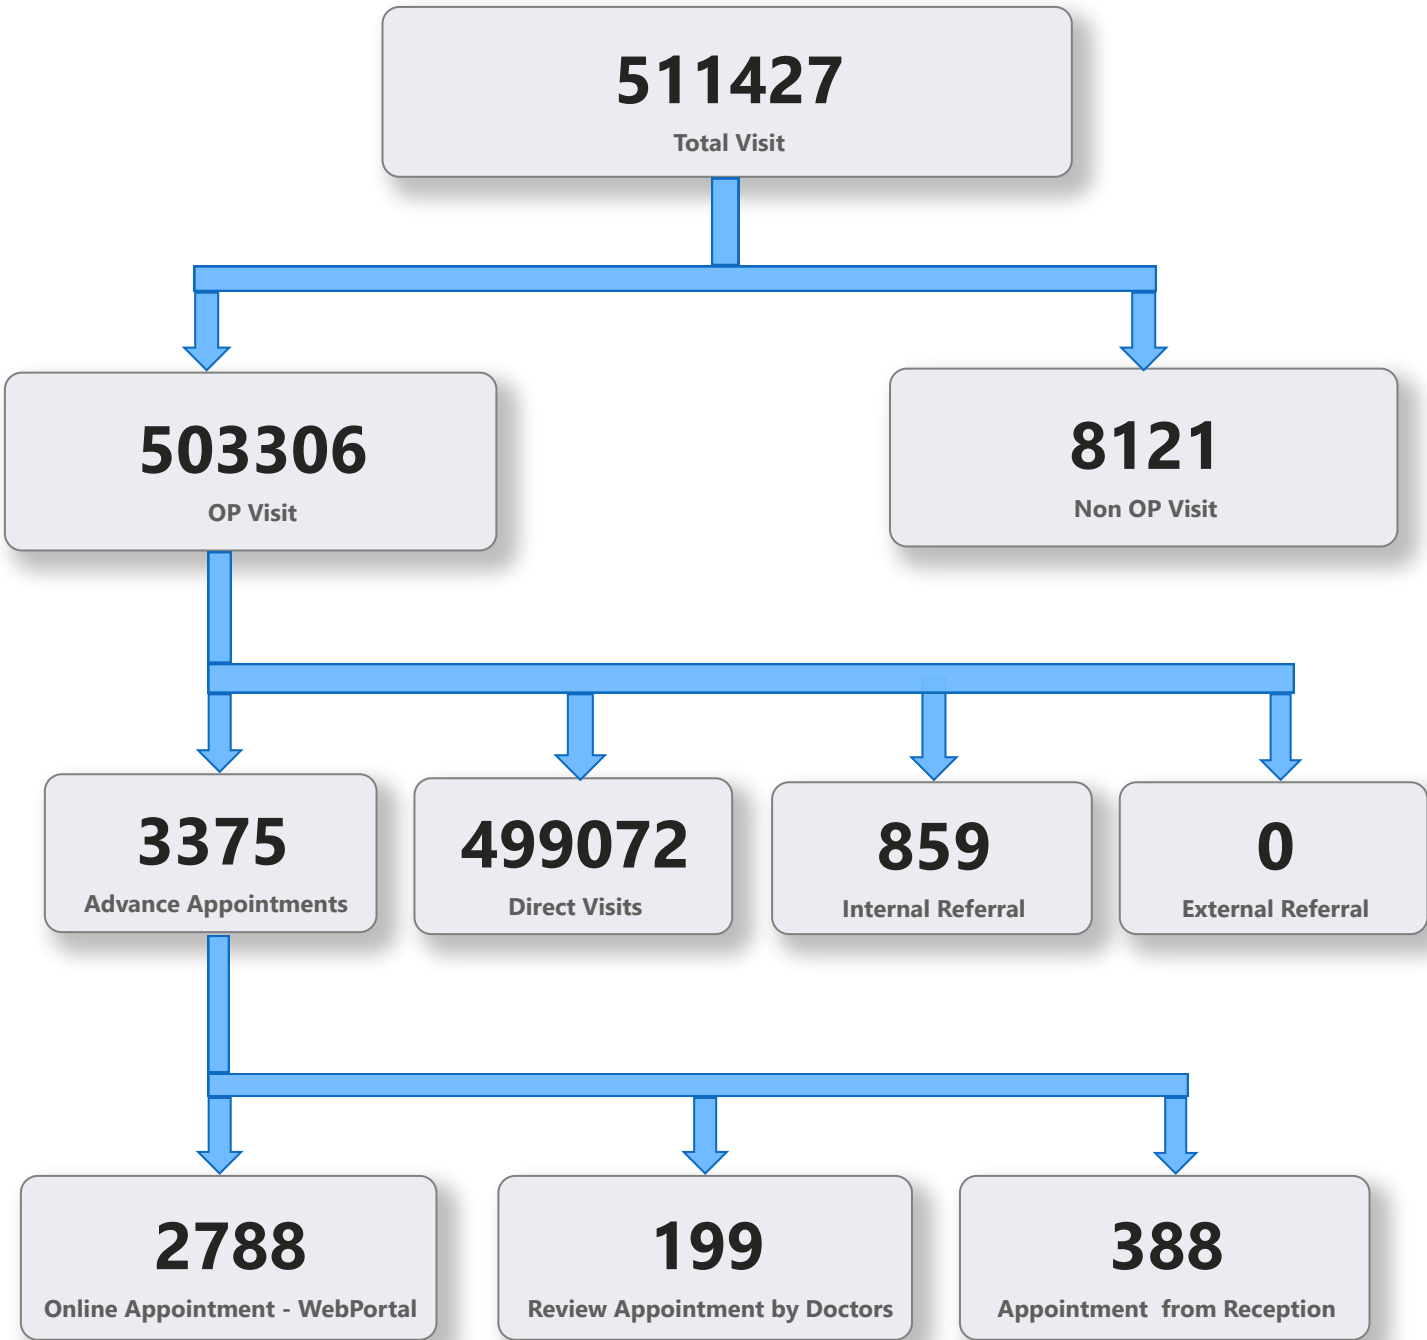 511427
Total Visit
503306
OP Visit
8121
Non OP Visit
3375
Advance Appointments
499072
Direct Visits
859
Internal Referral
0
External Referral
2788
Online Appointment - WebPortal
199
Review Appointment by Doctors
388
Appointment  from Reception